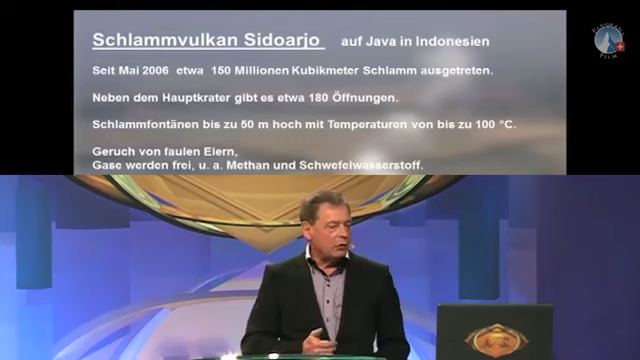 Schlammvulkan Sidoarjo auf Java in Indonesien
Seit Mai 2006 etwa 150 Millionen Kubikmeter Schlamm ausgetreten.
Neben dem Hauptkrater gibt es etwa 180 Öffnungen.
Schlammfontänen bis zu 50 m hoch mit Temperaturen von bis zu 100 °C.
Geruch von faulen Eiern,
Gase werden frei, u. a. Methan und Schwefelwasserstoff.
PANORAMA
FILM